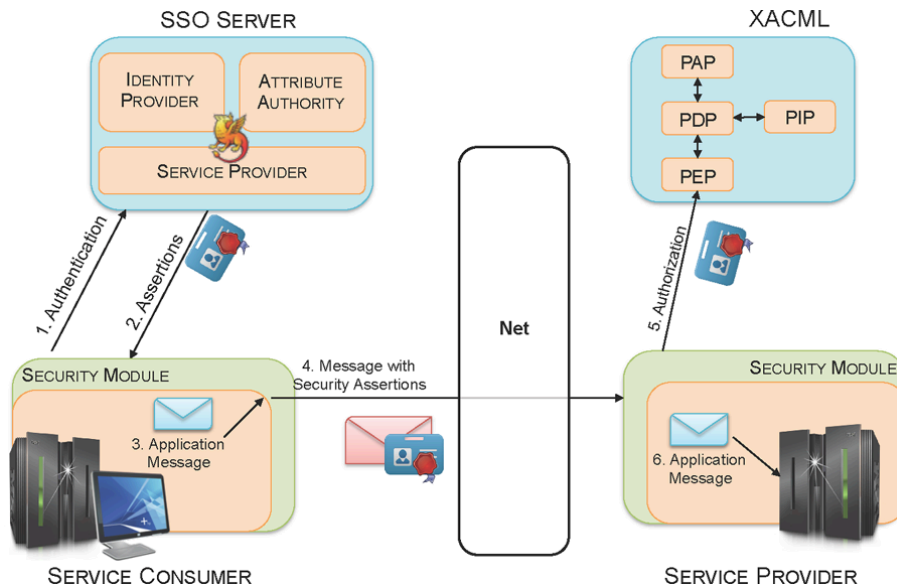 SSO SERVER
XACML
IDENTITY
PROVIDER
ATTRIBUTE
AUTHORITY
SERVICE PROVIDER
PAP
PDP
PIP
PEP
1. Authentication
2. Assertions
5. Authorization
Net
SECURITY MODULE
3. Application
Message
4. Message with
Security Assertions
SECURITY MODULE
6. Application
Message
SERVICE CONSUMER
SERVICE PROVIDER